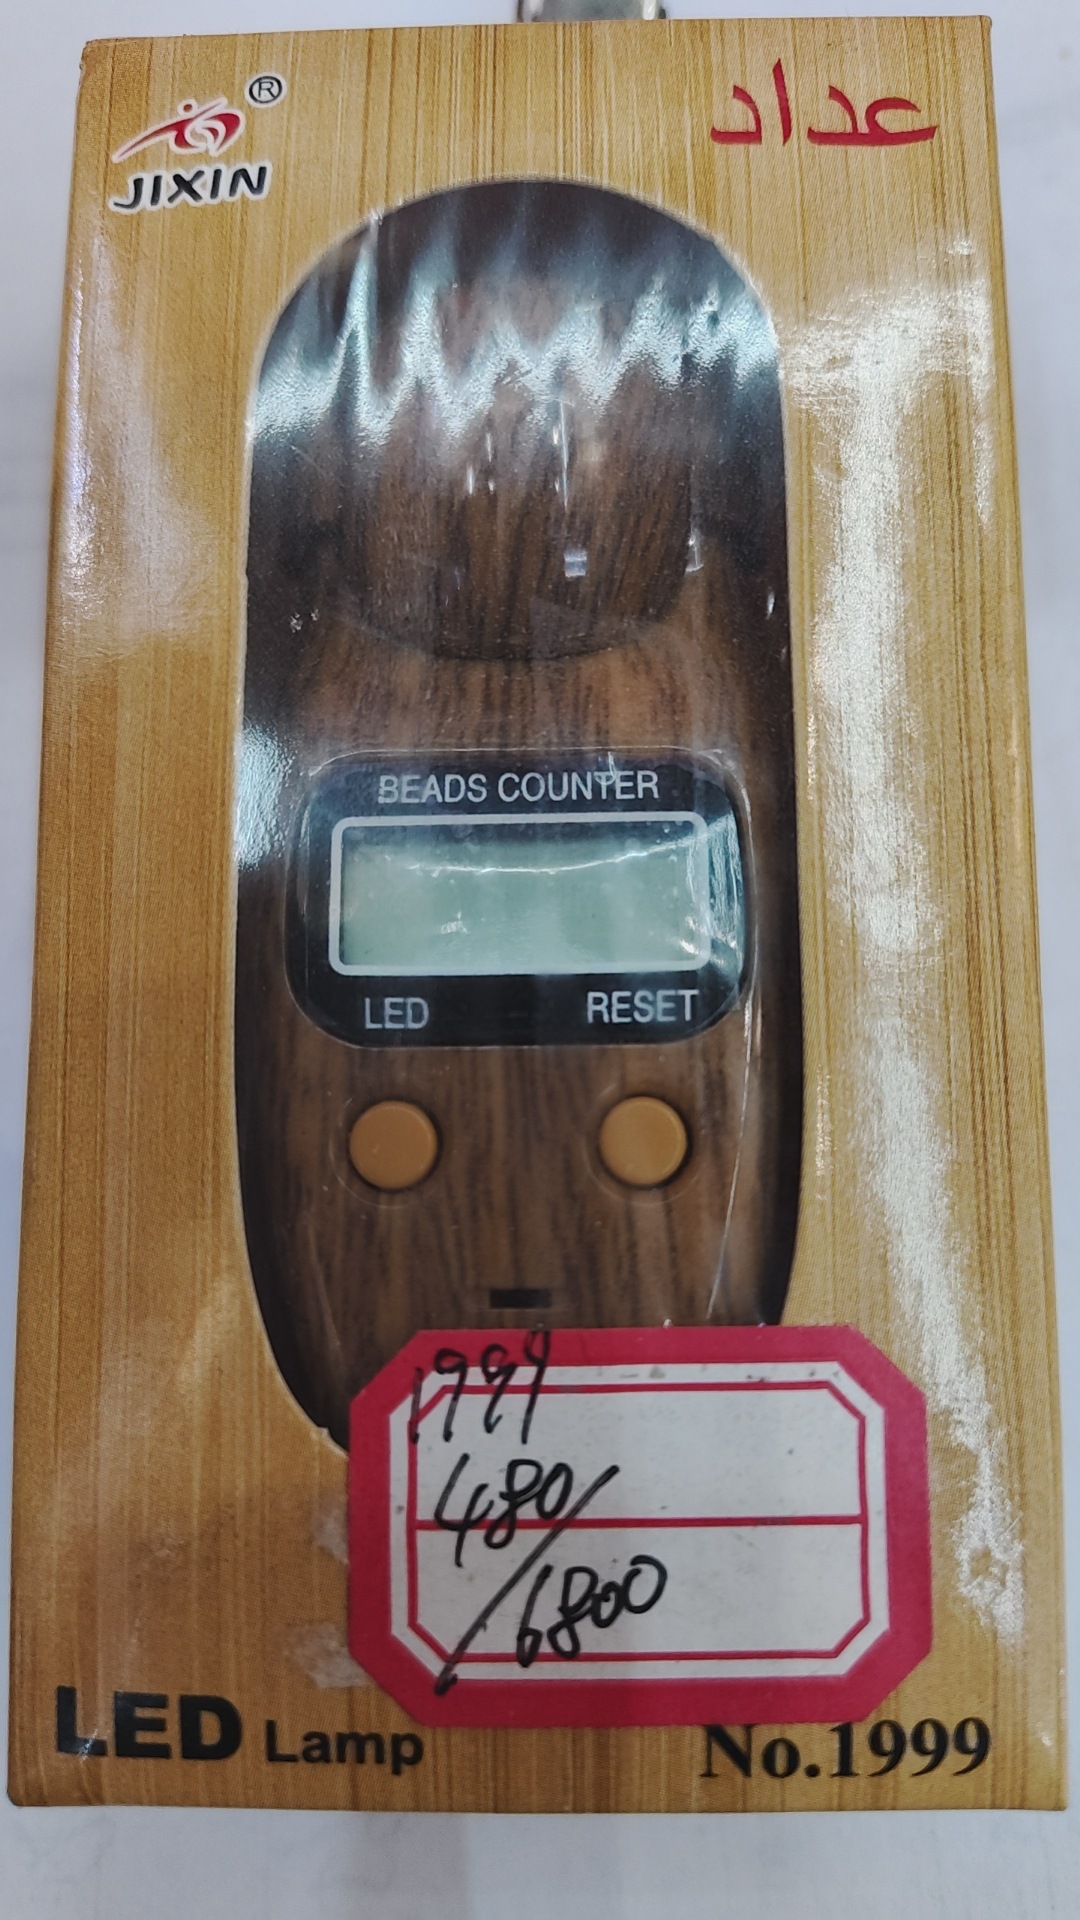 ®
JIXIN
عداد
BEADS COUNTER
LED
RESET
1999
480/
6800
LED Lamp
No.1999